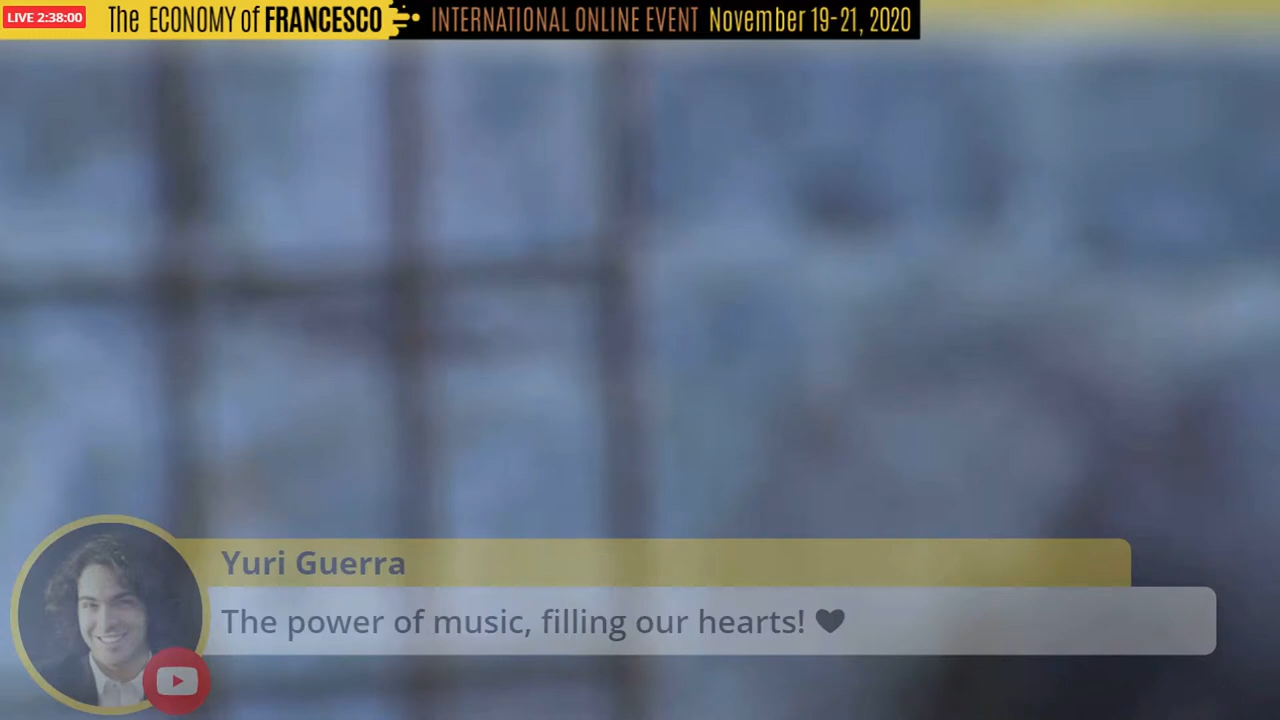 LIVE 2:38:00
The ECONOMY of FRANCESCO INTERNATIONAL ONLINE EVENT November 19-21, 2020
Yuri Guerra
The power of music, filling our hearts! 🖤